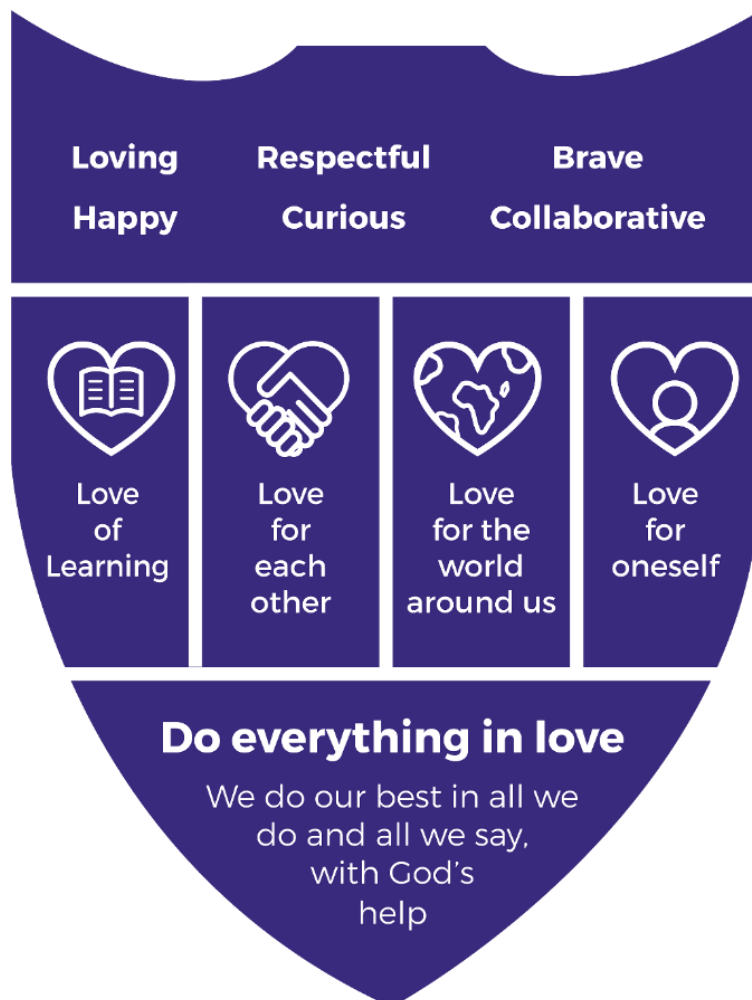 Loving Respectful Brave
Happy Curious Collaborative
Love
of
Learning
Love
for
each
other
Love
for the
world
around us
Love
for
oneself
Do everything in love
We do our best in all we
do and all we say,
with God’s
help